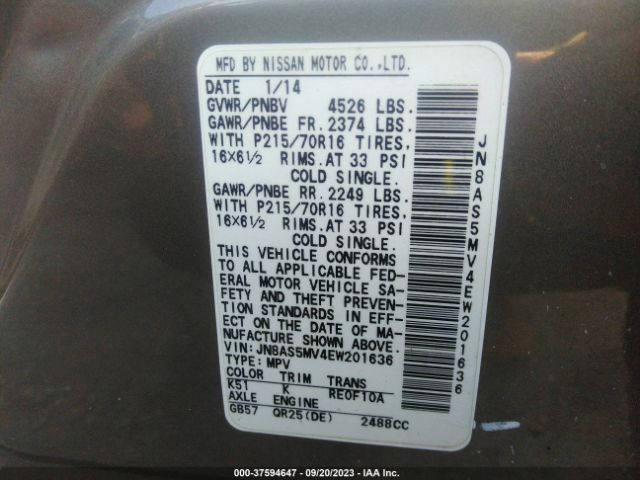 MFD BY NISSAN MOTOR CO.,LTD.
DATE 1/14
GVWR/PNBV 4526 LBS.
GAWR/PNBE FR. 2374 LBS.
WITH P215/70R16 TIRES,
16×6½ RIMS.AT 33 PSI
COLD SINGLE.
GAWR/PNBE RR. 2249 LBS.
WITH P215/70R16 TIRES,
16×6½ RIMS.AT 33 PSI
COLD SINGLE.
THIS VEHICLE CONFORMS
TO ALL APPLICABLE FED-
ERAL MOTOR VEHICLE SA-
FETY AND THEFT PREVEN-
TION STANDARDS IN EFF-
ECT ON THE DATE OF MA-
NUFACTURE SHOWN ABOVE.
VIN: JN8AS5MV4EW201636
TYPE: MPV
COLOR TRIM TRANS
K51 K RE0F10A
AXLE ENGINE
GB57 QR25(DE) 2488CC
JN8AS5MV4EW201636
000-37594647 - 09/20/2023 - IAA Inc.